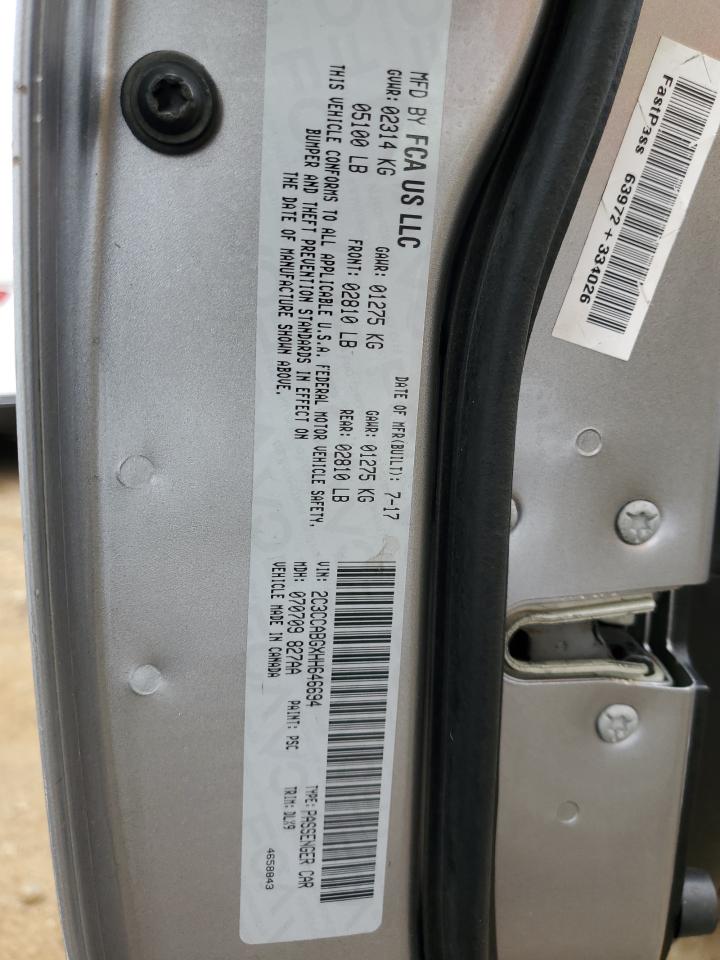 MFD BY FCA US LLC
DATE OF MFR(BUILT): 7-17
GVWR: 02314 KG
GAWR: 01275 KG
GAWR: 01275 KG
05100 LB
FRONT: 02810 LB
REAR: 02810 LB
THIS VEHICLE CONFORMS TO ALL APPLICABLE U.S.A. FEDERAL MOTOR VEHICLE SAFETY,
BUMPER AND THEFT PREVENTION STANDARDS IN EFFECT ON
THE DATE OF MANUFACTURE SHOWN ABOVE.
VIN: 2C3CCABGXHH646694
TYPE: PASSENGER CAR
MDH: 070709 827AA
PAINT: PSC
TRIM: DLX9
VEHICLE MADE IN CANADA
4658843
FastPass 63972 + 334026